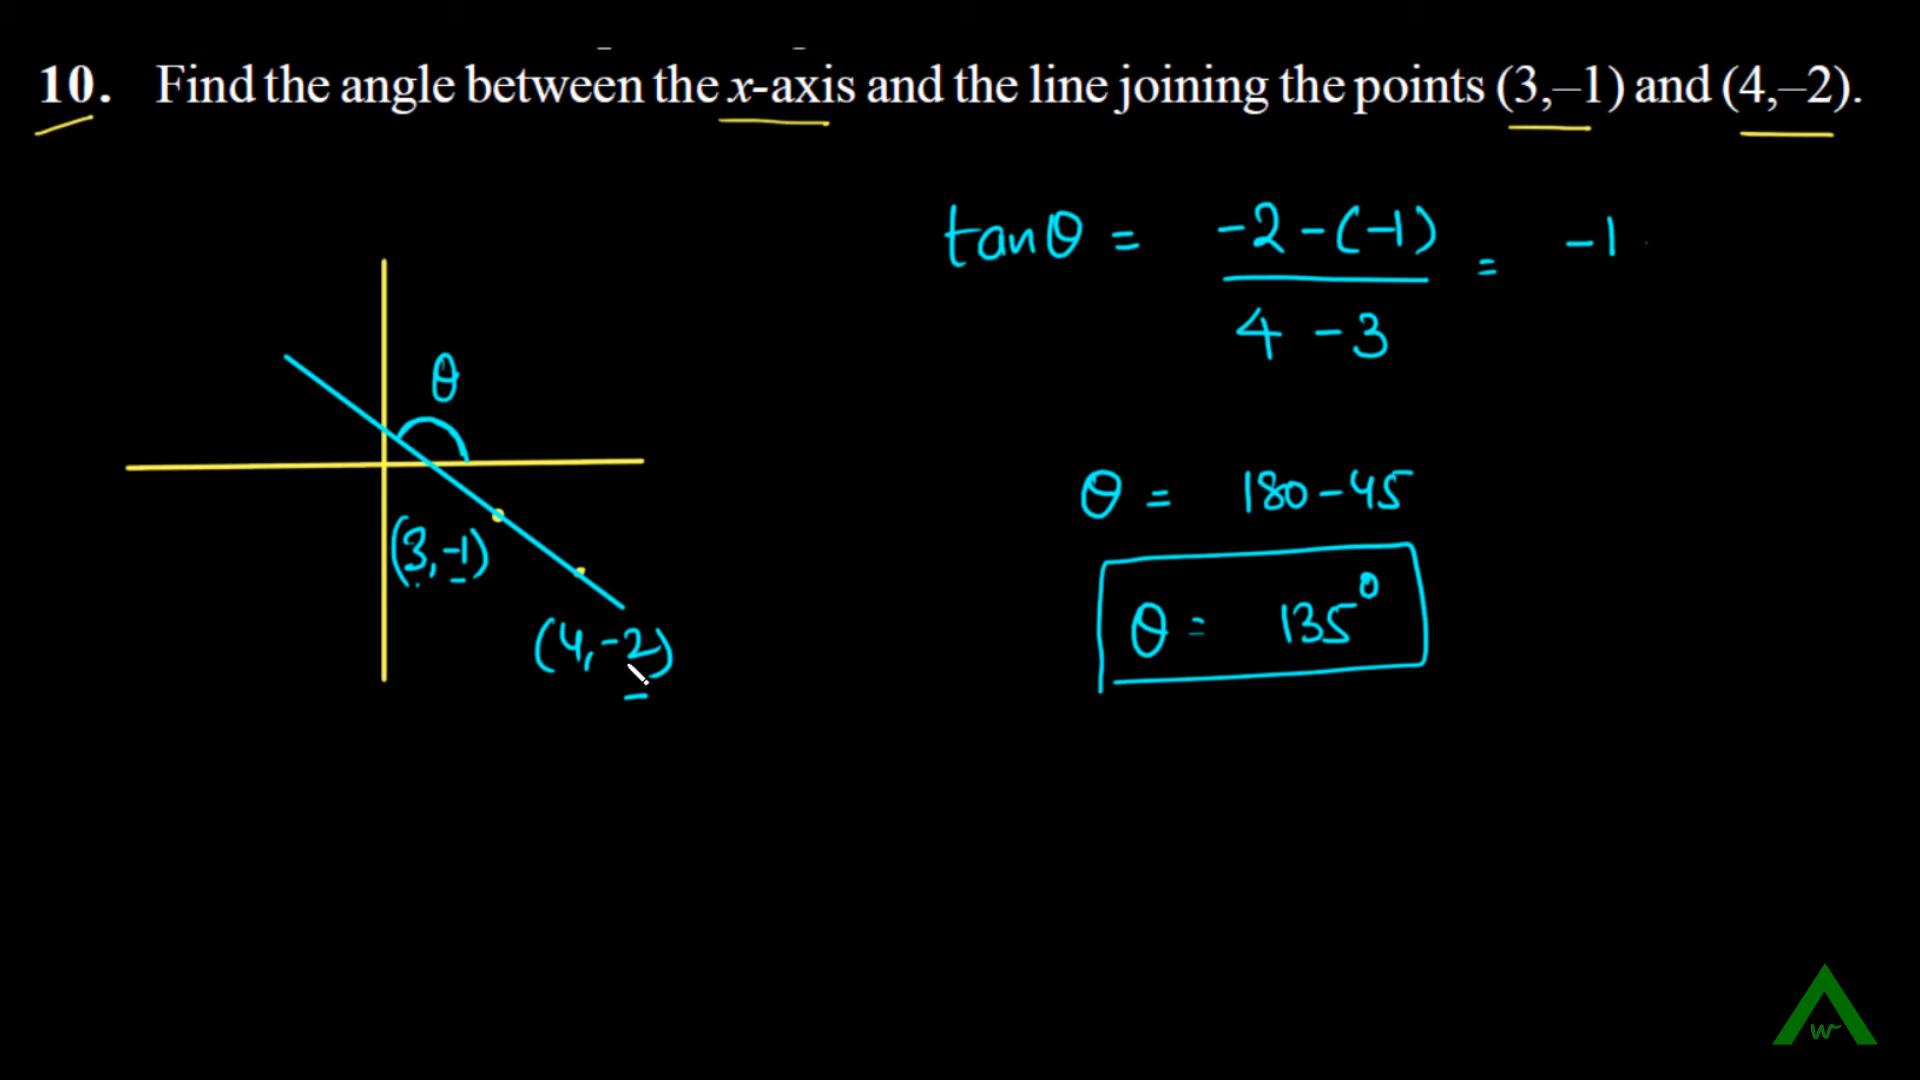 10. Find the angle between the x-axis and the line joining the points (3,–1) and (4,–2).
tanθ = -2-(-1) = -1
4 - 3
θ
θ = 180-45
(3,-1)
θ = 135°
(4,-2)
w